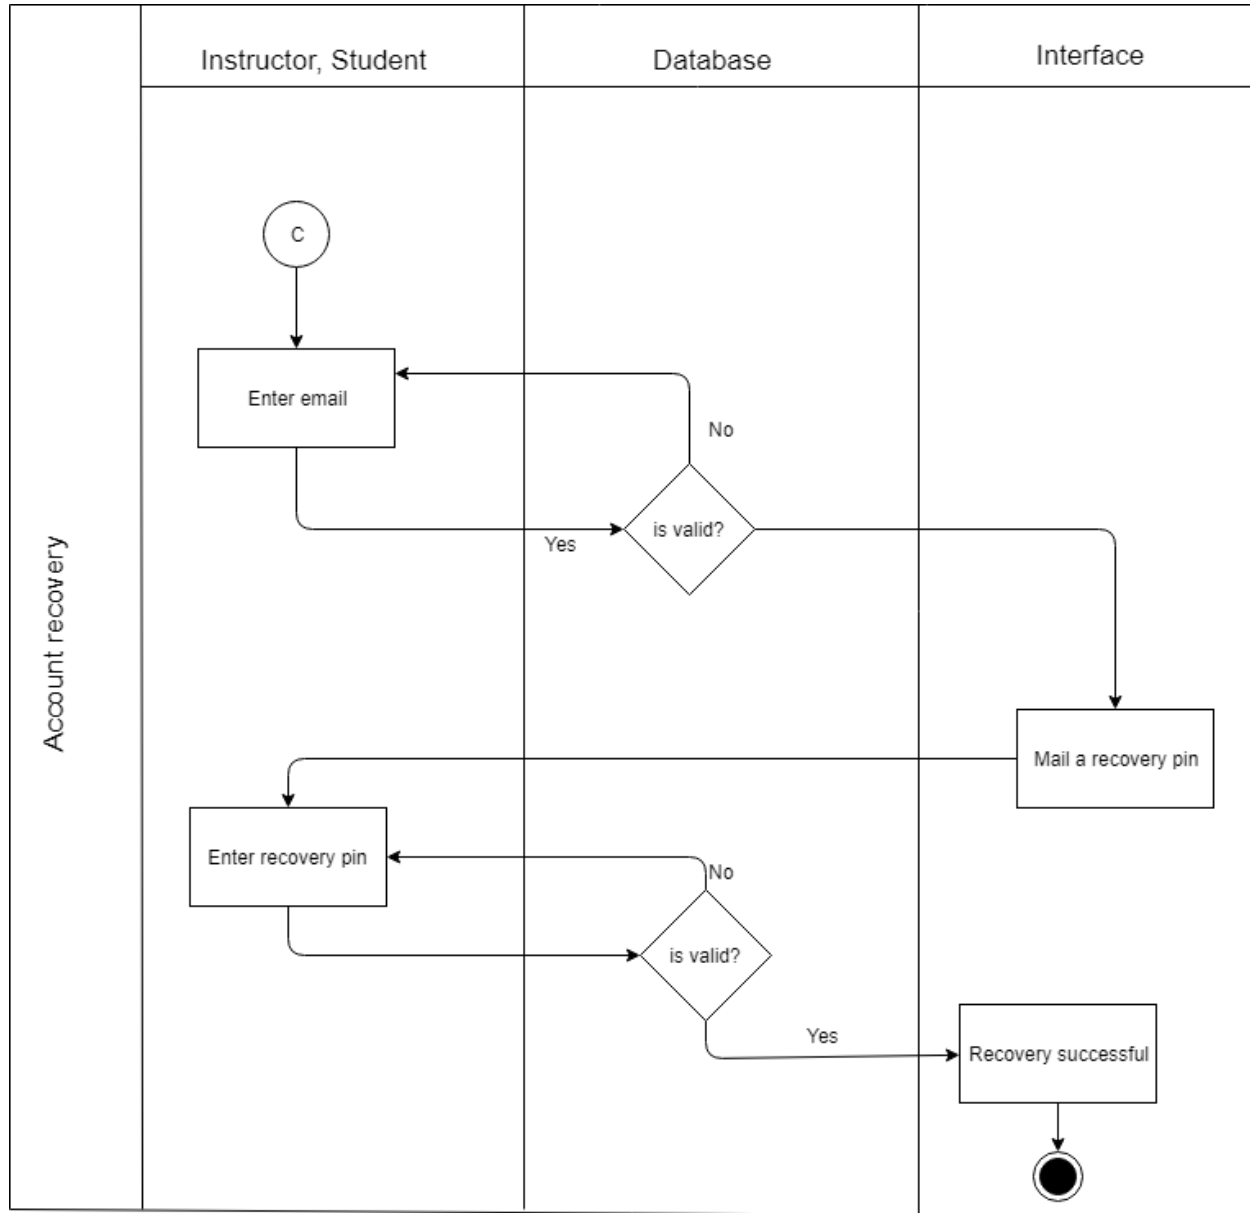 Instructor, Student
Database
Interface
C
Enter email
No
is valid?
Yes
Account recovery
Mail a recovery pin
Enter recovery pin
No
is valid?
Yes
Recovery successful